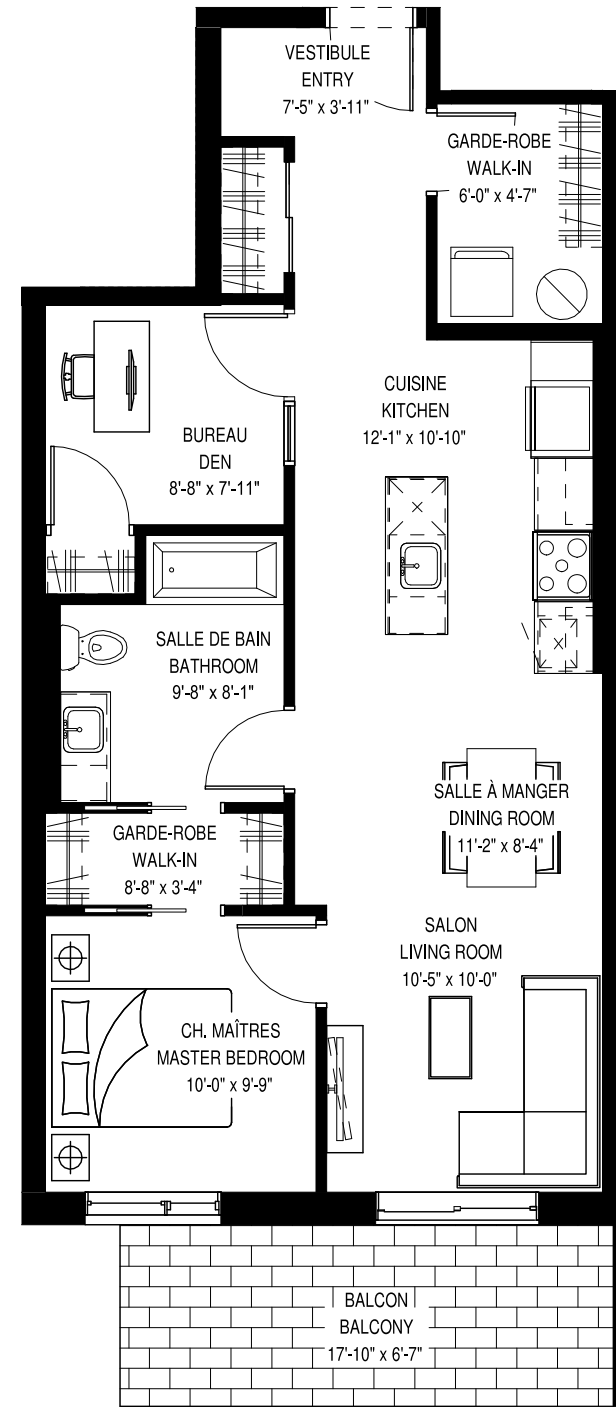 VESTIBULE
ENTRY
7'-5" x 3'-11"
GARDE-ROBE
WALK-IN
6'-0" x 4'-7"
CUISINE
KITCHEN
12'-1" x 10'-10"
BUREAU
DEN
8'-8" x 7'-11"
SALLE DE BAIN
BATHROOM
9'-8" x 8'-1"
SALLE À MANGER
DINING ROOM
11'-2" x 8'-4"
GARDE-ROBE
WALK-IN
8'-8" x 3'-4"
SALON
LIVING ROOM
10'-5" x 10'-0"
CH. MAÎTRES
MASTER BEDROOM
10'-0" x 9'-9"
BALCON
BALCONY
17'-10" x 6'-7"